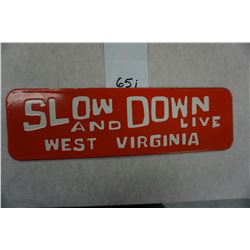 65i
SLOW DOWN
AND LIVE
WEST VIRGINIA